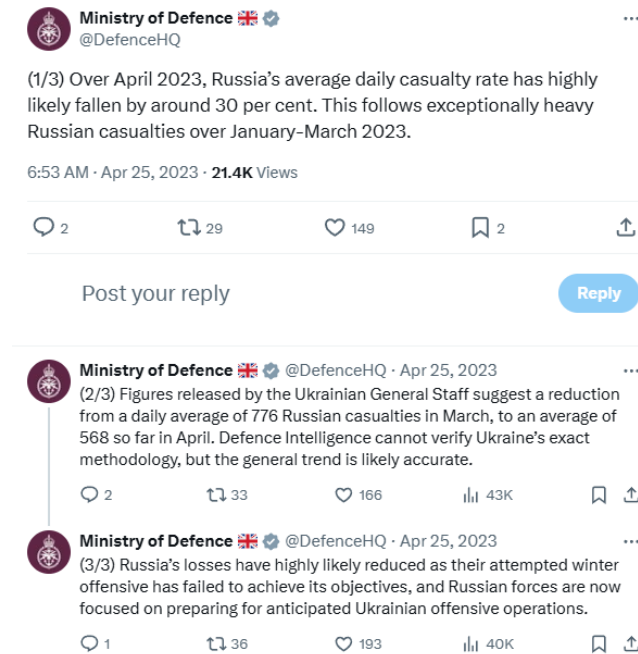 Ministry of Defence 🇬🇧
@DefenceHQ
(1/3) Over April 2023, Russia’s average daily casualty rate has highly
likely fallen by around 30 per cent. This follows exceptionally heavy
Russian casualties over January-March 2023.
6:53 AM · Apr 25, 2023 · 21.4K Views
2 29 149 2
Post your reply Reply
Ministry of Defence 🇬🇧 @DefenceHQ · Apr 25, 2023
(2/3) Figures released by the Ukrainian General Staff suggest a reduction
from a daily average of 776 Russian casualties in March, to an average of
568 so far in April. Defence Intelligence cannot verify Ukraine’s exact
methodology, but the general trend is likely accurate.
2 33 166 43K
Ministry of Defence 🇬🇧 @DefenceHQ · Apr 25, 2023
(3/3) Russia’s losses have highly likely reduced as their attempted winter
offensive has failed to achieve its objectives, and Russian forces are now
focused on preparing for anticipated Ukrainian offensive operations.
1 36 193 40K